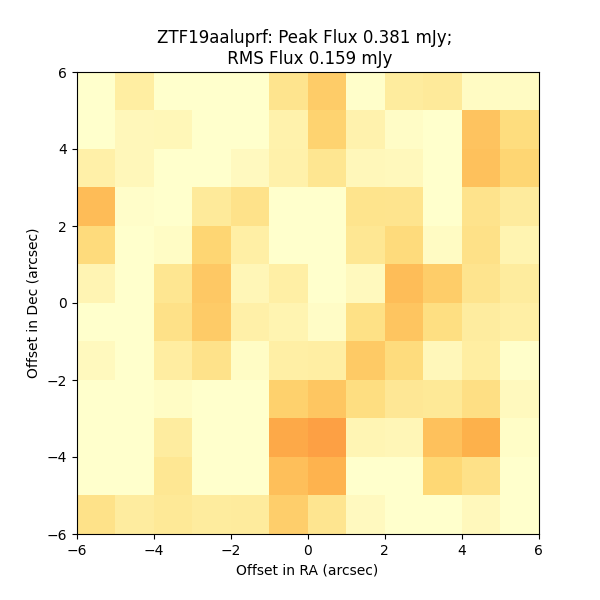 ZTF19aaluprf: Peak Flux 0.381 mJy;
RMS Flux 0.159 mJy
6
4
2
0
−2
−4
−6
Offset in Dec (arcsec)
−6 −4 −2 0 2 4 6
Offset in RA (arcsec)